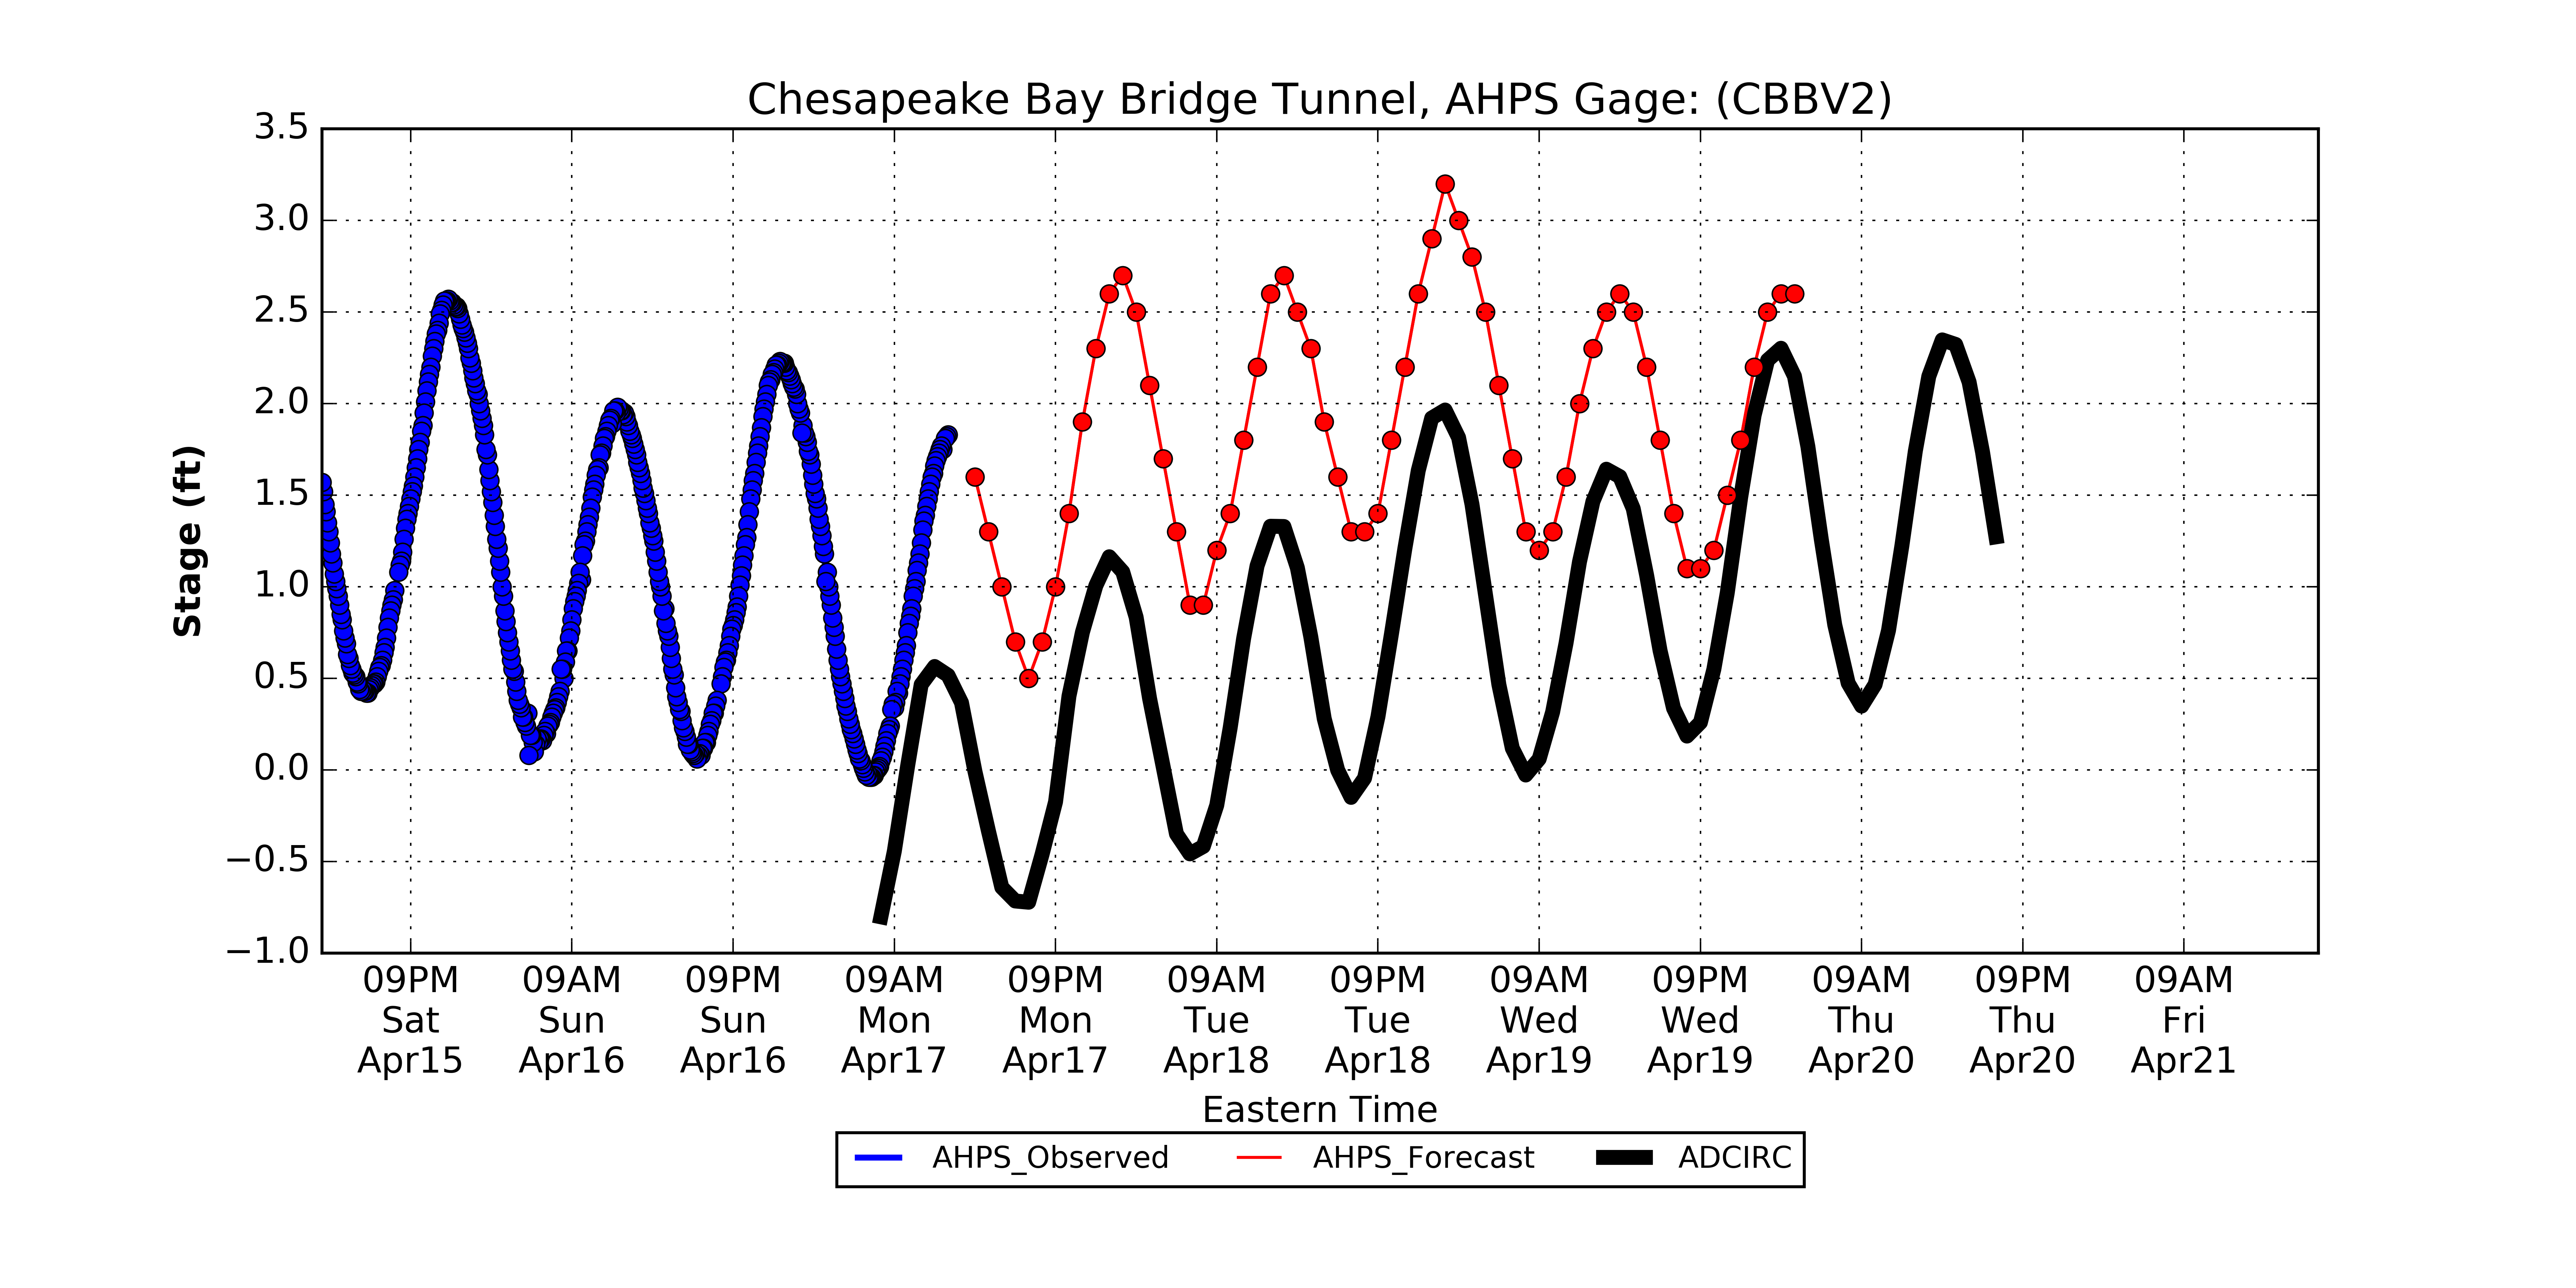 Chesapeake Bay Bridge Tunnel, AHPS Gage: (CBBV2)
3.5
3.0
2.5
2.0
1.5
1.0
0.5
0.0
−0.5
−1.0
Stage (ft)
09PM 09AM 09PM 09AM 09PM 09AM 09PM 09AM 09PM 09AM 09PM 09AM
Sat Sun Sun Mon Mon Tue Tue Wed Wed Thu Thu Fri
Apr15 Apr16 Apr16 Apr17 Apr17 Apr18 Apr18 Apr19 Apr19 Apr20 Apr20 Apr21
Eastern Time
AHPS_Observed AHPS_Forecast ADCIRC